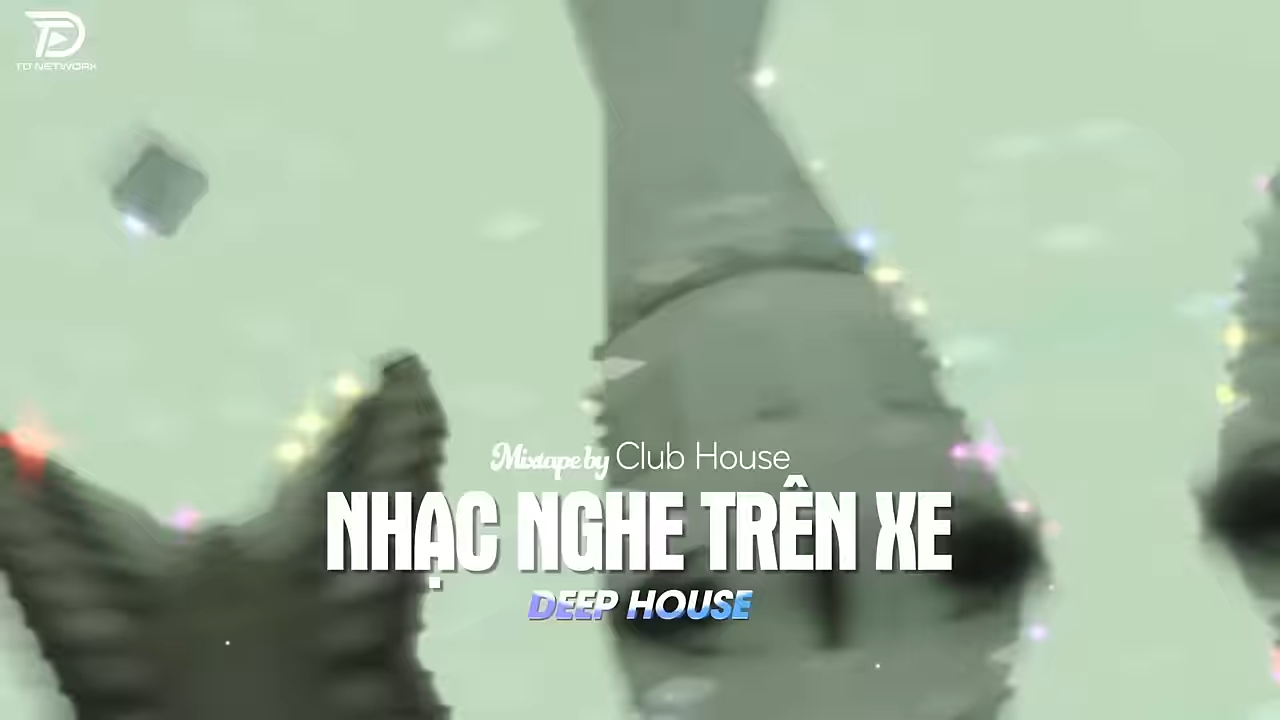 TD NETWORK
Mixtape by Club House
NHẠC NGHE TRÊN XE
DEEP HOUSE